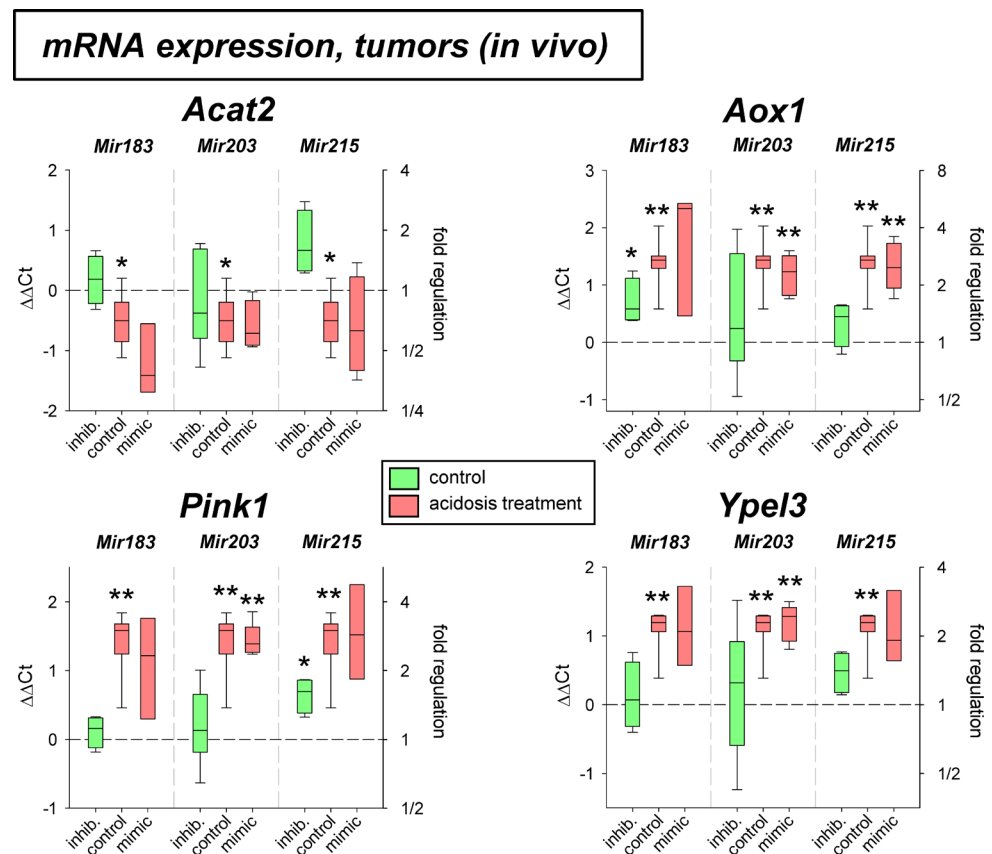 mRNA expression, tumors (in vivo)
Acat2
Mir183 Mir203 Mir215
2
1
0
-1
-2
ΔΔCt
4
2
1
1/2
1/4
fold regulation
*
*
*
inhib. control mimic inhib. control mimic inhib. control mimic
Aox1
Mir183 Mir203 Mir215
3
2
1
0
-1
ΔΔCt
8
4
2
1
1/2
fold regulation
* ** ** ** ** **
inhib. control mimic inhib. control mimic inhib. control mimic
control
acidosis treatment
Pink1
Mir183 Mir203 Mir215
2
1
0
-1
ΔΔCt
4
2
1
1/2
fold regulation
** ** ** * **
inhib. control mimic inhib. control mimic inhib. control mimic
Ypel3
Mir183 Mir203 Mir215
2
1
0
-1
ΔΔCt
4
2
1
1/2
fold regulation
** ** ** **
inhib. control mimic inhib. control mimic inhib. control mimic